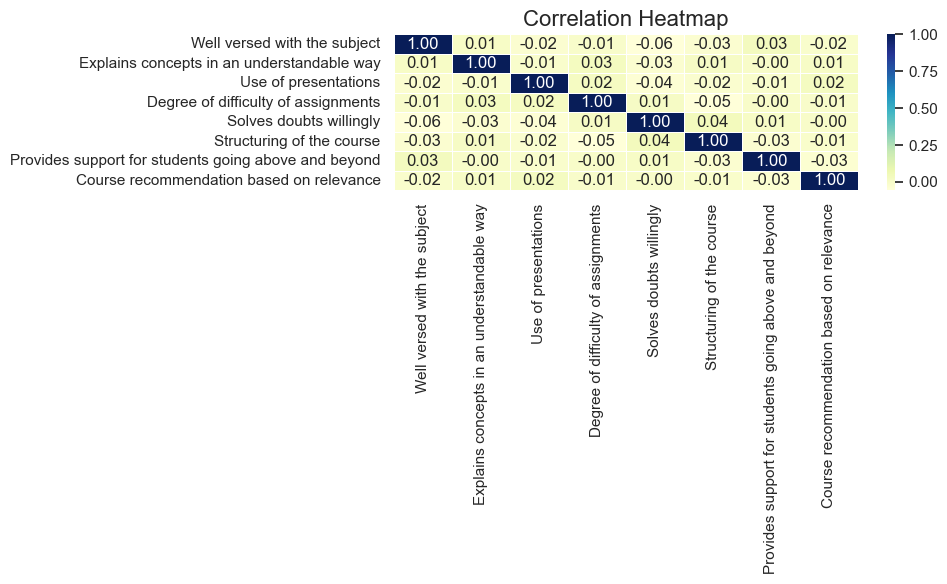 Correlation Heatmap
Well versed with the subject 1.00 0.01 -0.02 -0.01 -0.06 -0.03 0.03 -0.02 1.00
Explains concepts in an understandable way 0.01 1.00 -0.01 0.03 -0.03 0.01 -0.00 0.01
0.75
Use of presentations -0.02 -0.01 1.00 0.02 -0.04 -0.02 -0.01 0.02
Degree of difficulty of assignments -0.01 0.03 0.02 1.00 0.01 -0.05 -0.00 -0.01
0.50
Solves doubts willingly -0.06 -0.03 -0.04 0.01 1.00 0.04 0.01 -0.00
Structuring of the course -0.03 0.01 -0.02 -0.05 0.04 1.00 -0.03 -0.01
0.25
Provides support for students going above and beyond 0.03 -0.00 -0.01 -0.00 0.01 -0.03 1.00 -0.03
Course recommendation based on relevance -0.02 0.01 0.02 -0.01 -0.00 -0.01 -0.03 1.00
0.00
Well versed with the subject
Explains concepts in an understandable way
Use of presentations
Degree of difficulty of assignments
Solves doubts willingly
Structuring of the course
Provides support for students going above and beyond
Course recommendation based on relevance